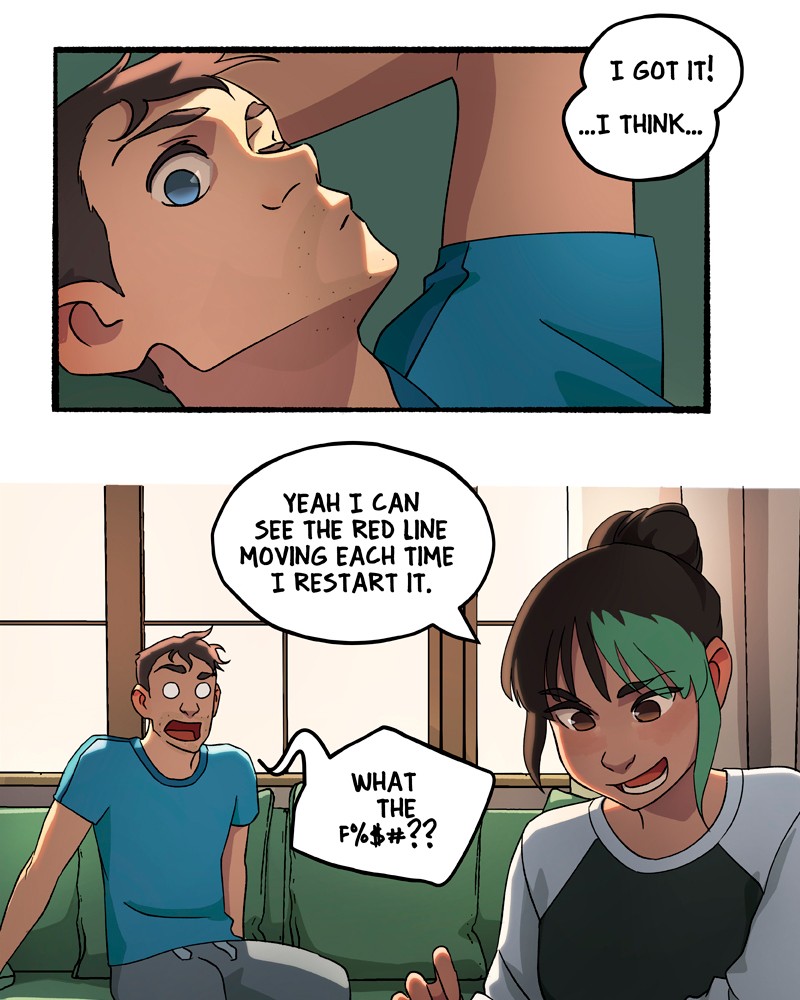 I GOT IT!
...I THINK...
YEAH I CAN
SEE THE RED LINE
MOVING EACH TIME
I RESTART IT.
WHAT
THE
F%$#??